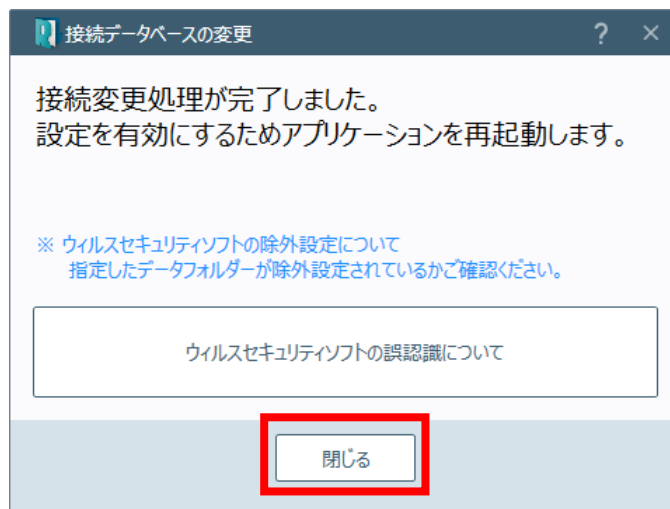 接続データベースの変更
接続変更処理が完了しました。
設定を有効にするためアプリケーションを再起動します。
※ ウィルスセキュリティソフトの除外設定について
指定したデータフォルダーが除外設定されているかご確認ください。
ウィルスセキュリティソフトの誤認識について
閉じる